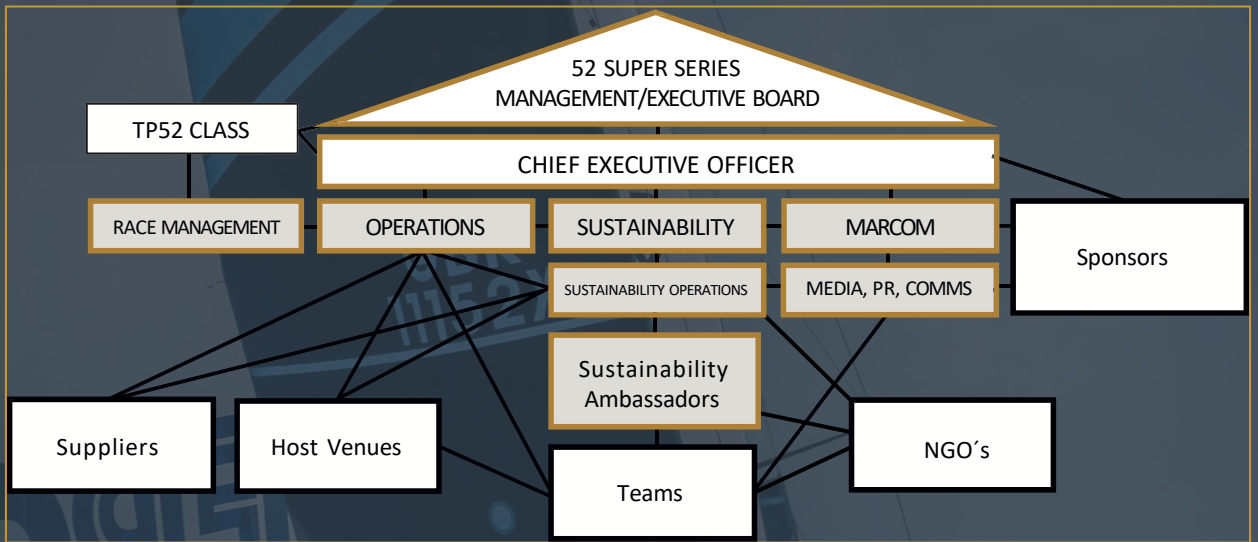 52 SUPER SERIES
MANAGEMENT/EXECUTIVE BOARD
TP52 CLASS
CHIEF EXECUTIVE OFFICER
RACE MANAGEMENT
OPERATIONS
SUSTAINABILITY
MARCOM
Sponsors
SUSTAINABILITY OPERATIONS
MEDIA, PR, COMMS
11152X
Sustainability
Ambassadors
Suppliers
Host Venues
NGO´s
Teams